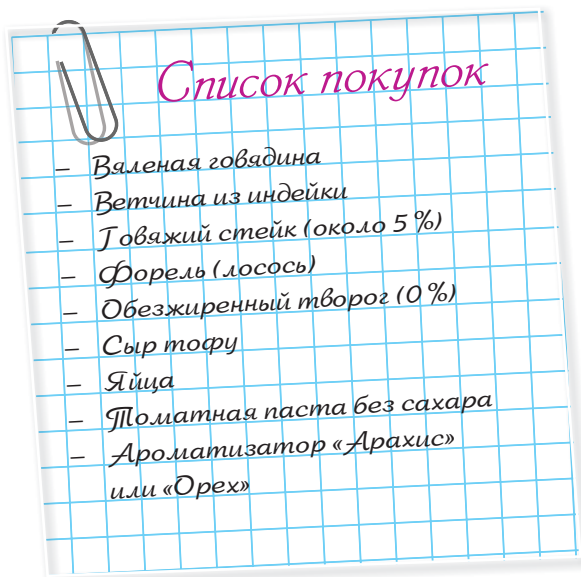 Список покупок
– Вяленая говядина
– Ветчина из индейки
– Говяжий стейк (около 5 %)
– Форель (лосось)
– Обезжиренный творог (0 %)
– Сыр тофу
– Яйца
– Томатная паста без сахара
– Ароматизатор «Арахис»
или «Орех»